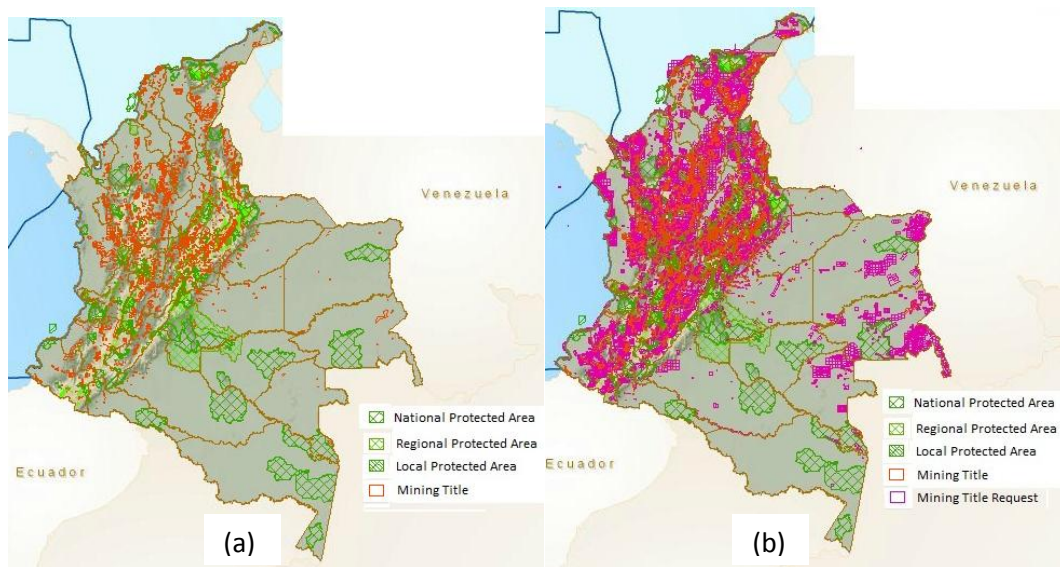 Venezuela
Ecuador
National Protected Area
Regional Protected Area
Local Protected Area
Mining Title
(a)
Venezuela
Ecuador
National Protected Area
Regional Protected Area
Local Protected Area
Mining Title
Mining Title Request
(b)